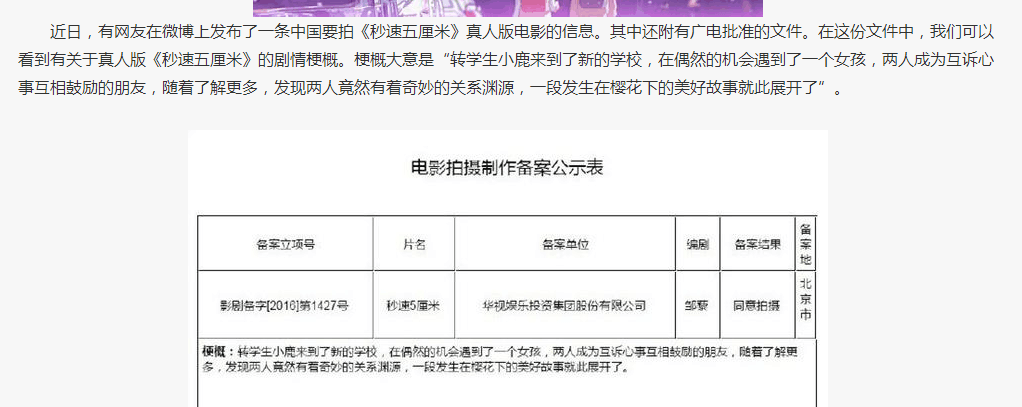 近日，有网友在微博上发布了一条中国要拍《秒速五厘米》真人版电影的信息。其中还附有广电批准的文件。在这份文件中，我们可以
看到有关于真人版《秒速五厘米》的剧情梗概。梗概大意是“转学生小鹿来到了新的学校，在偶然的机会遇到了一个女孩，两人成为互诉心
事互相鼓励的朋友，随着了解更多，发现两人竟然有着奇妙的关系渊源，一段发生在樱花下的美好故事就此展开了”。
电影拍摄制作备案公示表
备案立项号 片名 备案单位 编剧 备案结果 备案地
影剧备字[2016]第1427号 秒速5厘米 华视娱乐投资集团股份有限公司 邹藜 同意拍摄 北京市
梗概：转学生小鹿来到了新的学校，在偶然的机会遇到了一个女孩，两人成为互诉心事互相鼓励的朋友，随着了解更
多，发现两人竟然有着奇妙的关系渊源，一段发生在樱花下的美好故事就此展开了。